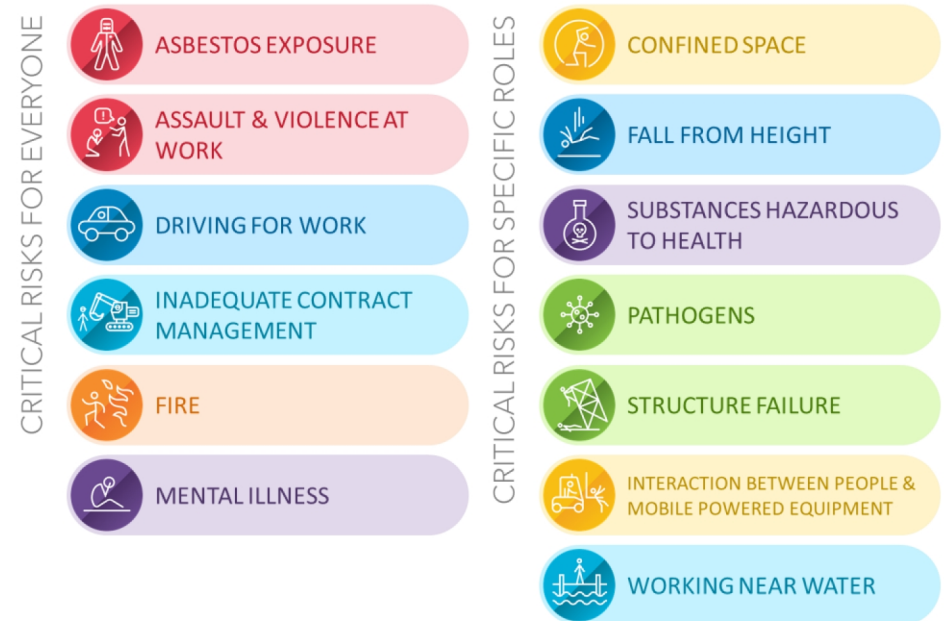 CRITICAL RISKS FOR EVERYONE
ASBESTOS EXPOSURE
ASSAULT & VIOLENCE AT
WORK
DRIVING FOR WORK
INADEQUATE CONTRACT
MANAGEMENT
FIRE
MENTAL ILLNESS
CRITICAL RISKS FOR SPECIFIC ROLES
CONFINED SPACE
FALL FROM HEIGHT
SUBSTANCES HAZARDOUS
TO HEALTH
PATHOGENS
STRUCTURE FAILURE
INTERACTION BETWEEN PEOPLE &
MOBILE POWERED EQUIPMENT
WORKING NEAR WATER